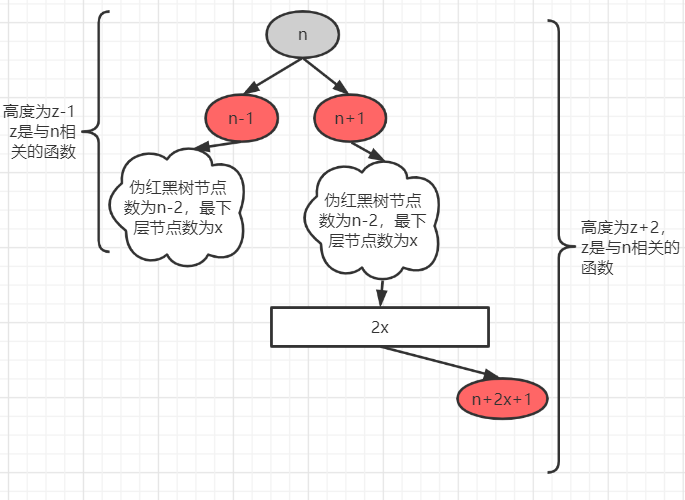 n
n-1
n+1
高度为z-1
z是与n相
关的函数
伪红黑树节点
数为n-2，最下
层节点数为x
伪红黑树节点
数为n-2，最下
层节点数为x
高度为z+2，
z是与n相关的
函数
2x
n+2x+1